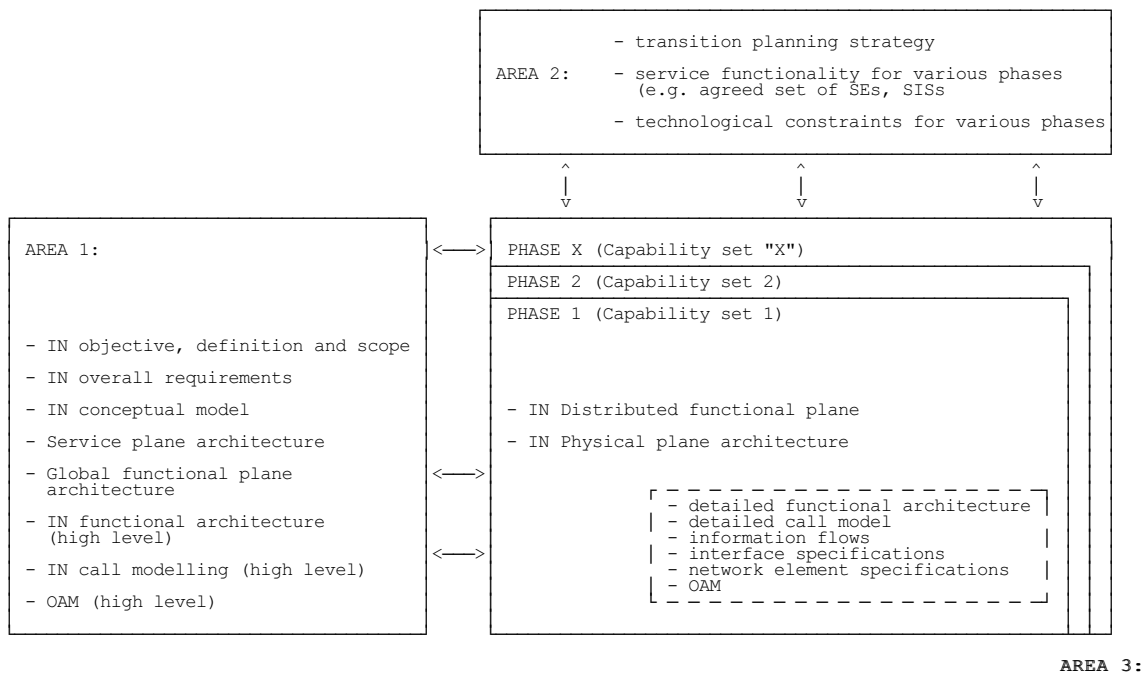 - transition planning strategy
AREA 2: - service functionality for various phases
(e.g. agreed set of SEs, SISs
- technological constraints for various phases
AREA 1:
- IN objective, definition and scope
- IN overall requirements
- IN conceptual model
- Service plane architecture
- Global functional plane
architecture
- IN functional architecture
(high level)
- IN call modelling (high level)
- OAM (high level)
PHASE X (Capability set "X")
PHASE 2 (Capability set 2)
PHASE 1 (Capability set 1)
- IN Distributed functional plane
- IN Physical plane architecture
- detailed functional architecture
- detailed call model
- information flows
- interface specifications
- network element specifications
- OAM
AREA 3: